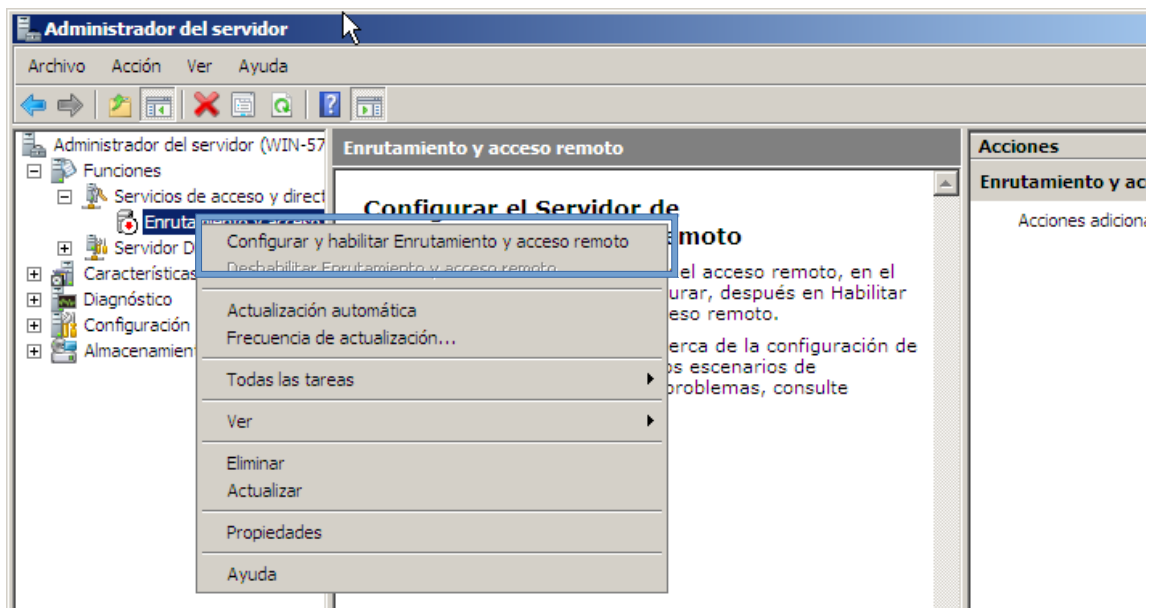 Administrador del servidor
Archivo Acción Ver Ayuda
Administrador del servidor (WIN-57
Funciones
Servicios de acceso y direct
Enruta
Servidor D
Características
Diagnóstico
Configuración
Almacenamien
Enrutamiento y acceso remoto
Configurar el Servidor de
emoto
el acceso remoto, en el
urar, después en Habilitar
eso remoto.
erca de la configuración de
os escenarios de
problemas, consulte
Configurar y habilitar Enrutamiento y acceso remoto
Deshabilitar Enrutamiento y acceso remoto
Actualización automática
Frecuencia de actualización...
Todas las tareas
Ver
Eliminar
Actualizar
Propiedades
Ayuda
Acciones
Enrutamiento y ac
Acciones adiciona